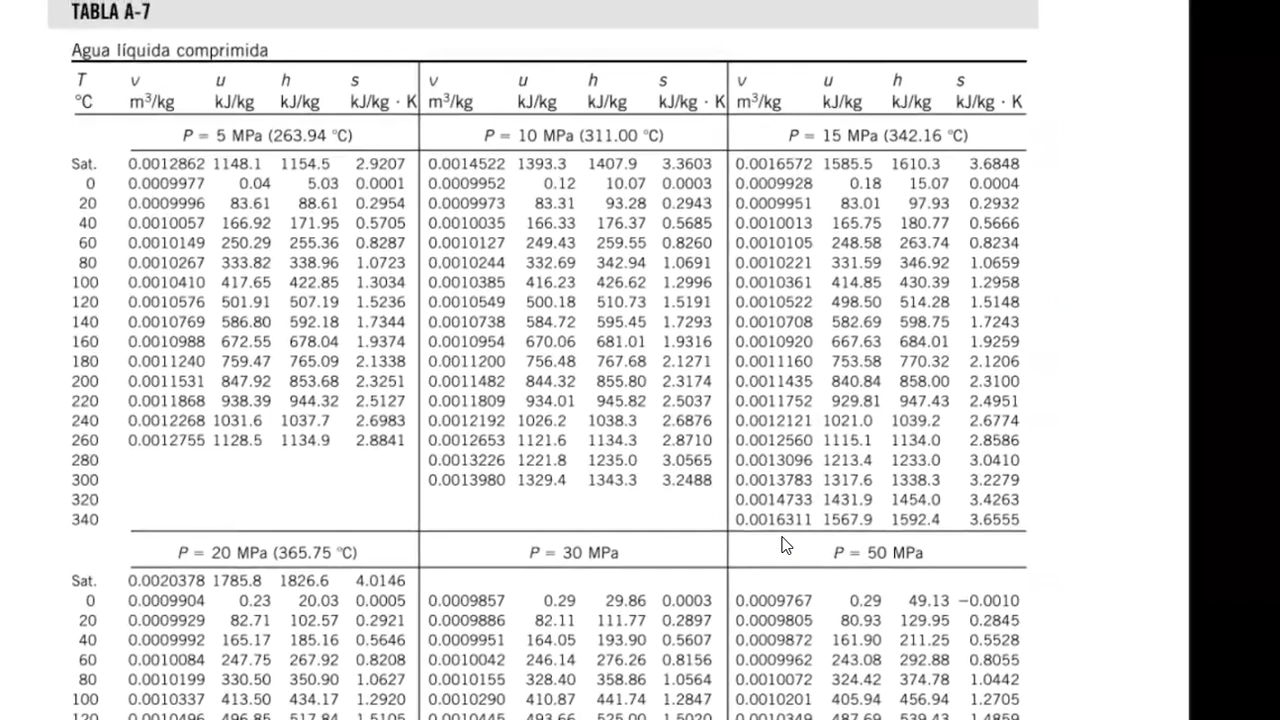 TABLA A-7
Agua líquida comprimida
T v u h s v u h s v u h s
°C m³/kg kJ/kg kJ/kg kJ/kg · K m³/kg kJ/kg kJ/kg kJ/kg · K m³/kg kJ/kg kJ/kg kJ/kg · K
P = 5 MPa (263.94 °C) P = 10 MPa (311.00 °C) P = 15 MPa (342.16 °C)
Sat. 0.0012862 1148.1 1154.5 2.9207 0.0014522 1393.3 1407.9 3.3603 0.0016572 1585.5 1610.3 3.6848
0 0.0009977 0.04 5.03 0.0001 0.0009952 0.12 10.07 0.0003 0.0009928 0.18 15.07 0.0004
20 0.0009996 83.61 88.61 0.2954 0.0009973 83.31 93.28 0.2943 0.0009951 83.01 97.93 0.2932
40 0.0010057 166.92 171.95 0.5705 0.0010035 166.33 176.37 0.5685 0.0010013 165.75 180.77 0.5666
60 0.0010149 250.29 255.36 0.8287 0.0010127 249.43 259.55 0.8260 0.0010105 248.58 263.74 0.8234
80 0.0010267 333.82 338.96 1.0723 0.0010244 332.69 342.94 1.0691 0.0010221 331.59 346.92 1.0659
100 0.0010410 417.65 422.85 1.3034 0.0010385 416.23 426.62 1.2996 0.0010361 414.85 430.39 1.2958
120 0.0010576 501.91 507.19 1.5236 0.0010549 500.18 510.73 1.5191 0.0010522 498.50 514.28 1.5148
140 0.0010769 586.80 592.18 1.7344 0.0010738 584.72 595.45 1.7293 0.0010708 582.69 598.75 1.7243
160 0.0010988 672.55 678.04 1.9374 0.0010954 670.06 681.01 1.9316 0.0010920 667.63 684.01 1.9259
180 0.0011240 759.47 765.09 2.1338 0.0011200 756.48 767.68 2.1271 0.0011160 753.58 770.32 2.1206
200 0.0011531 847.92 853.68 2.3251 0.0011482 844.32 855.80 2.3174 0.0011435 840.84 858.00 2.3100
220 0.0011868 938.39 944.32 2.5127 0.0011809 934.01 945.82 2.5037 0.0011752 929.81 947.43 2.4951
240 0.0012268 1031.6 1037.7 2.6983 0.0012192 1026.2 1038.3 2.6876 0.0012121 1021.0 1039.2 2.6774
260 0.0012755 1128.5 1134.9 2.8841 0.0012653 1121.6 1134.3 2.8710 0.0012560 1115.1 1134.0 2.8586
280 0.0013226 1221.8 1235.0 3.0565 0.0013096 1213.4 1233.0 3.0410
300 0.0013980 1329.4 1343.3 3.2488 0.0013783 1317.6 1338.3 3.2279
320 0.0014733 1431.9 1454.0 3.4263
340 0.0016311 1567.9 1592.4 3.6555
P = 20 MPa (365.75 °C) P = 30 MPa P = 50 MPa
Sat. 0.0020378 1785.8 1826.6 4.0146
0 0.0009904 0.23 20.03 0.0005 0.0009857 0.29 29.86 0.0003 0.0009767 0.29 49.13 −0.0010
20 0.0009929 82.71 102.57 0.2921 0.0009886 82.11 111.77 0.2897 0.0009805 80.93 129.95 0.2845
40 0.0009992 165.17 185.16 0.5646 0.0009951 164.05 193.90 0.5607 0.0009872 161.90 211.25 0.5528
60 0.0010084 247.75 267.92 0.8208 0.0010042 246.14 276.26 0.8156 0.0009962 243.08 292.88 0.8055
80 0.0010199 330.50 350.90 1.0627 0.0010155 328.40 358.86 1.0564 0.0010072 324.42 374.78 1.0442
100 0.0010337 413.50 434.17 1.2920 0.0010290 410.87 441.74 1.2847 0.0010201 405.94 456.94 1.2705
120 0.0010496 496.85 517.84 1.5105 0.0010445 493.66 525.00 1.5020 0.0010349 487.69 539.43 1.4859